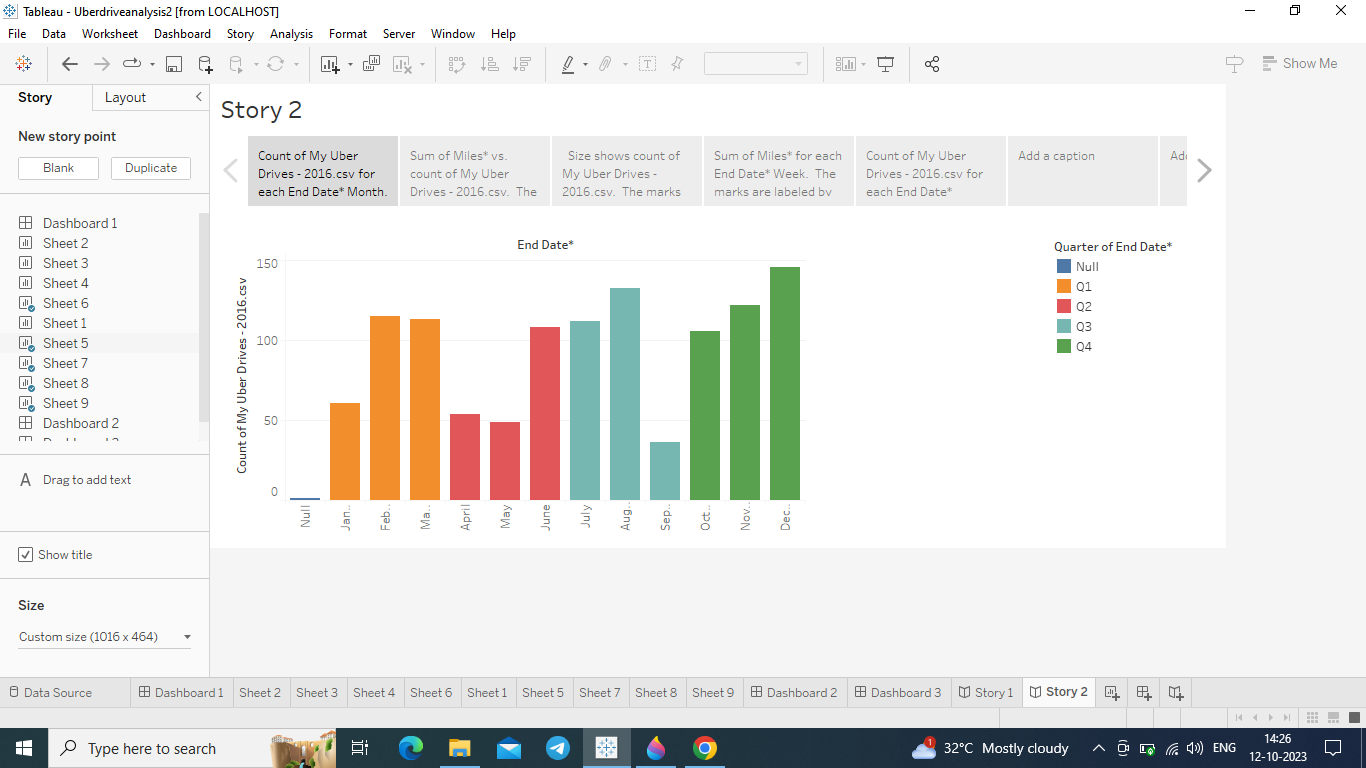 Tableau - Uberdriveanalysis2 [from LOCALHOST]
File Data Worksheet Dashboard Story Analysis Format Server Window Help
Show Me
Story Layout
New story point
Blank Duplicate
Dashboard 1
Sheet 2
Sheet 3
Sheet 4
Sheet 6
Sheet 1
Sheet 5
Sheet 7
Sheet 8
Sheet 9
Dashboard 2
A Drag to add text
Show title
Size
Custom size (1016 x 464)
Story 2
Count of My Uber
Drives - 2016.csv for
each End Date* Month.
Sum of Miles* vs.
count of My Uber
Drives - 2016.csv. The
Size shows count of
My Uber Drives -
2016.csv. The marks
Sum of Miles* for each
End Date* Week. The
marks are labeled by
Count of My Uber
Drives - 2016.csv for
each End Date*
Add a caption
End Date*
Count of My Uber Drives - 2016.csv
150
100
50
0
Null
Jan..
Feb..
Ma..
April
May
June
July
Aug..
Sep..
Oct..
Nov..
Dec..
Quarter of End Date*
Null
Q1
Q2
Q3
Q4
Data Source Dashboard 1 Sheet 2 Sheet 3 Sheet 4 Sheet 6 Sheet 1 Sheet 5 Sheet 7 Sheet 8 Sheet 9 Dashboard 2 Dashboard 3 Story 1 Story 2
Type here to search
1
32°C Mostly cloudy
ENG
14:26
12-10-2023